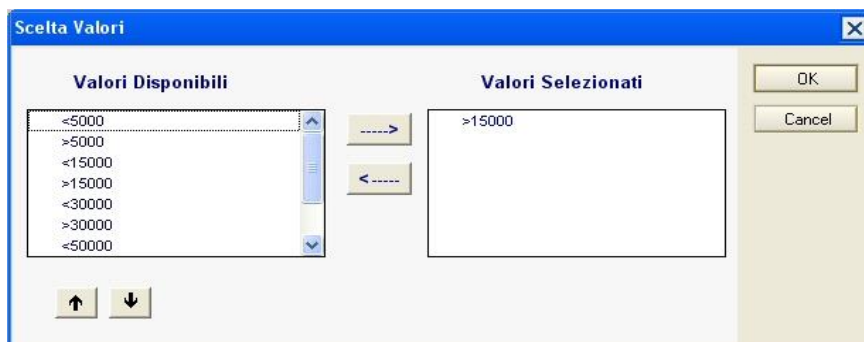 Scelta Valori
Valori Disponibili
<5000
>5000
<15000
>15000
<30000
>30000
<50000
----->
<-----
Valori Selezionati
>15000
OK
Cancel